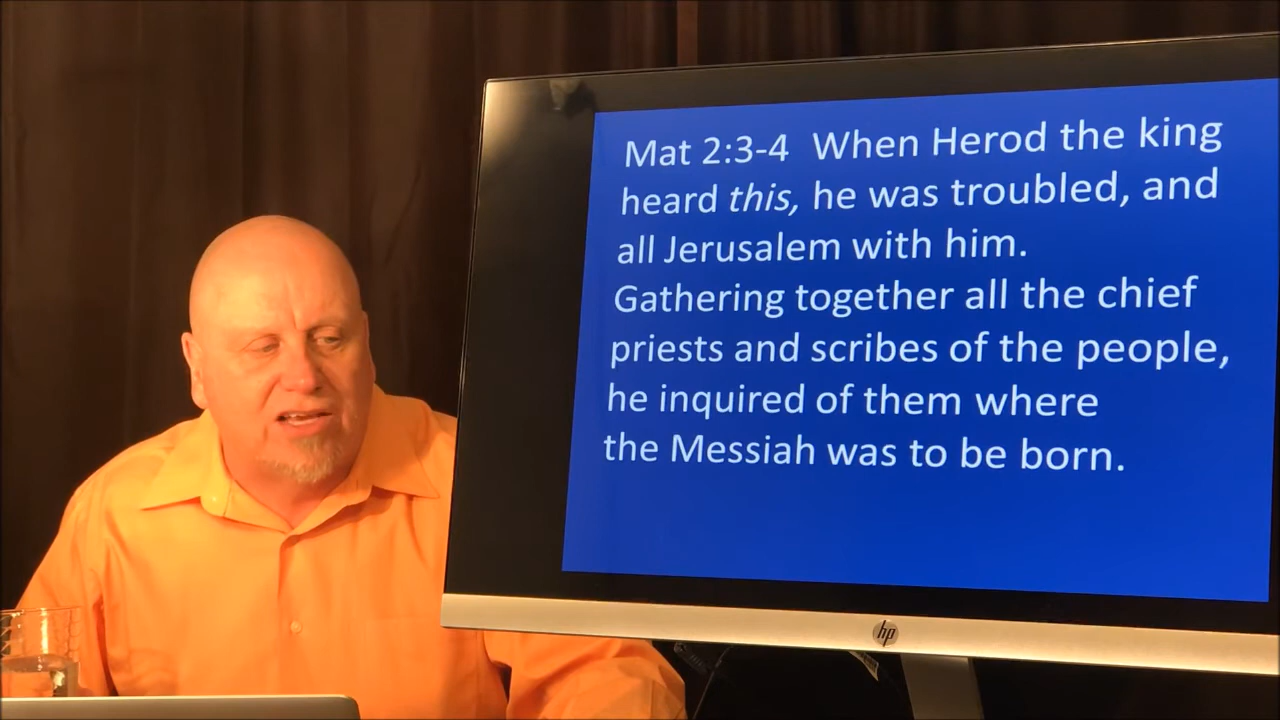 Mat 2:3-4 When Herod the king
heard this, he was troubled, and
all Jerusalem with him.
Gathering together all the chief
priests and scribes of the people,
he inquired of them where
the Messiah was to be born.
hp